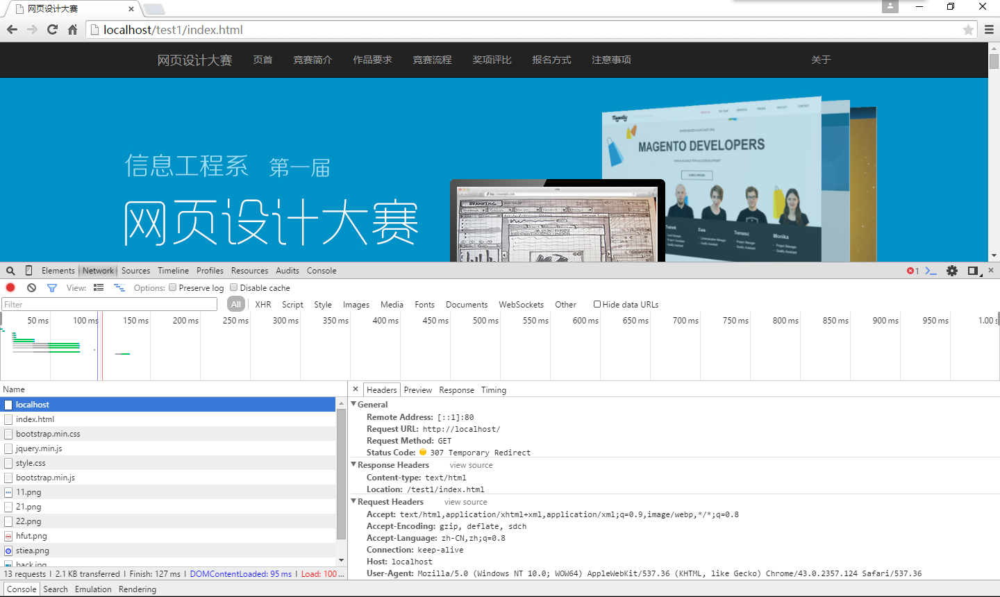 网页设计大赛
localhost/test1/index.html
网页设计大赛 页首 竞赛简介 作品要求 竞赛流程 奖项评比 报名方式 注意事项 关于
信息工程系 第一届
网页设计大赛
MAGENTO DEVELOPERS
BRANDING
Tomek Ewa Tomasz Monika
Elements Network Sources Timeline Profiles Resources Audits Console 1
View: Options: Preserve log Disable cache
Filter All XHR Script Style Images Media Fonts Documents WebSockets Other Hide data URLs
50 ms 100 ms 150 ms 200 ms 250 ms 300 ms 350 ms 400 ms 450 ms 500 ms 550 ms 600 ms 650 ms 700 ms 750 ms 800 ms 850 ms 900 ms 950 ms 1.00 s
Name
localhost
index.html
bootstrap.min.css
jquery.min.js
style.css
bootstrap.min.js
11.png
21.png
22.png
hfut.png
stiea.png
back.jpg
13 requests | 2.1 KB transferred | Finish: 127 ms | DOMContentLoaded: 95 ms | Load: 100 ...
Headers Preview Response Timing
General
Remote Address: [::1]:80
Request URL: http://localhost/
Request Method: GET
Status Code: 307 Temporary Redirect
Response Headers view source
Content-type: text/html
Location: /test1/index.html
Request Headers view source
Accept: text/html,application/xhtml+xml,application/xml;q=0.9,image/webp,*/*;q=0.8
Accept-Encoding: gzip, deflate, sdch
Accept-Language: zh-CN,zh;q=0.8
Connection: keep-alive
Host: localhost
User-Agent: Mozilla/5.0 (Windows NT 10.0; WOW64) AppleWebKit/537.36 (KHTML, like Gecko) Chrome/43.0.2357.124 Safari/537.36
Console Search Emulation Rendering